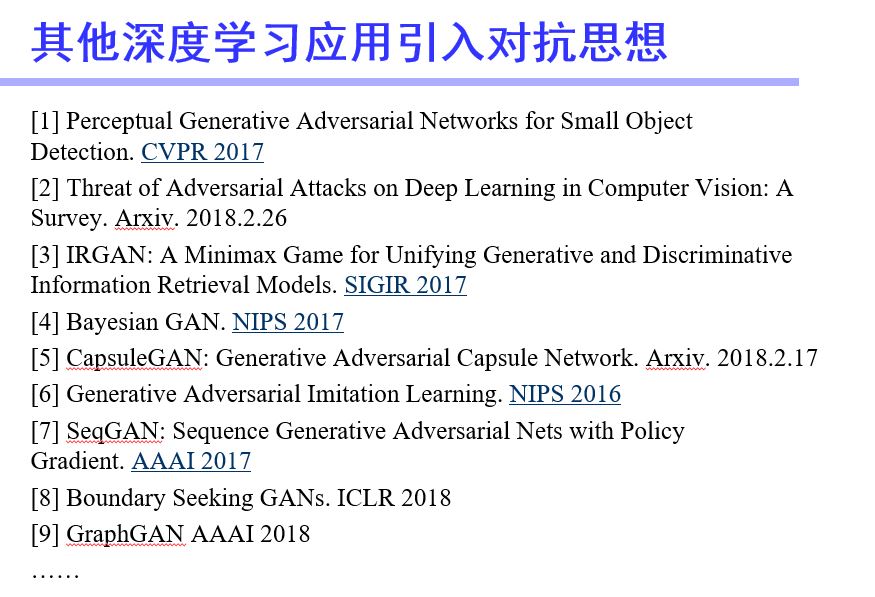 其他深度学习应用引入对抗思想
[1] Perceptual Generative Adversarial Networks for Small Object
Detection. CVPR 2017
[2] Threat of Adversarial Attacks on Deep Learning in Computer Vision: A
Survey. Arxiv. 2018.2.26
[3] IRGAN: A Minimax Game for Unifying Generative and Discriminative
Information Retrieval Models. SIGIR 2017
[4] Bayesian GAN. NIPS 2017
[5] CapsuleGAN: Generative Adversarial Capsule Network. Arxiv. 2018.2.17
[6] Generative Adversarial Imitation Learning. NIPS 2016
[7] SeqGAN: Sequence Generative Adversarial Nets with Policy
Gradient. AAAI 2017
[8] Boundary Seeking GANs. ICLR 2018
[9] GraphGAN AAAI 2018
……